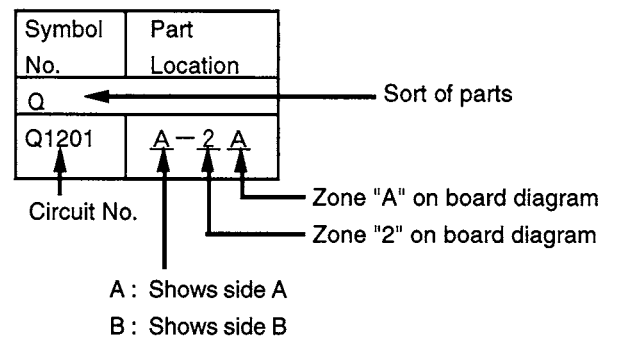 Symbol No. Part Location
Q Sort of parts
Q1201 A-2 A
Circuit No.
Zone "A" on board diagram
Zone "2" on board diagram
A : Shows side A
B : Shows side B